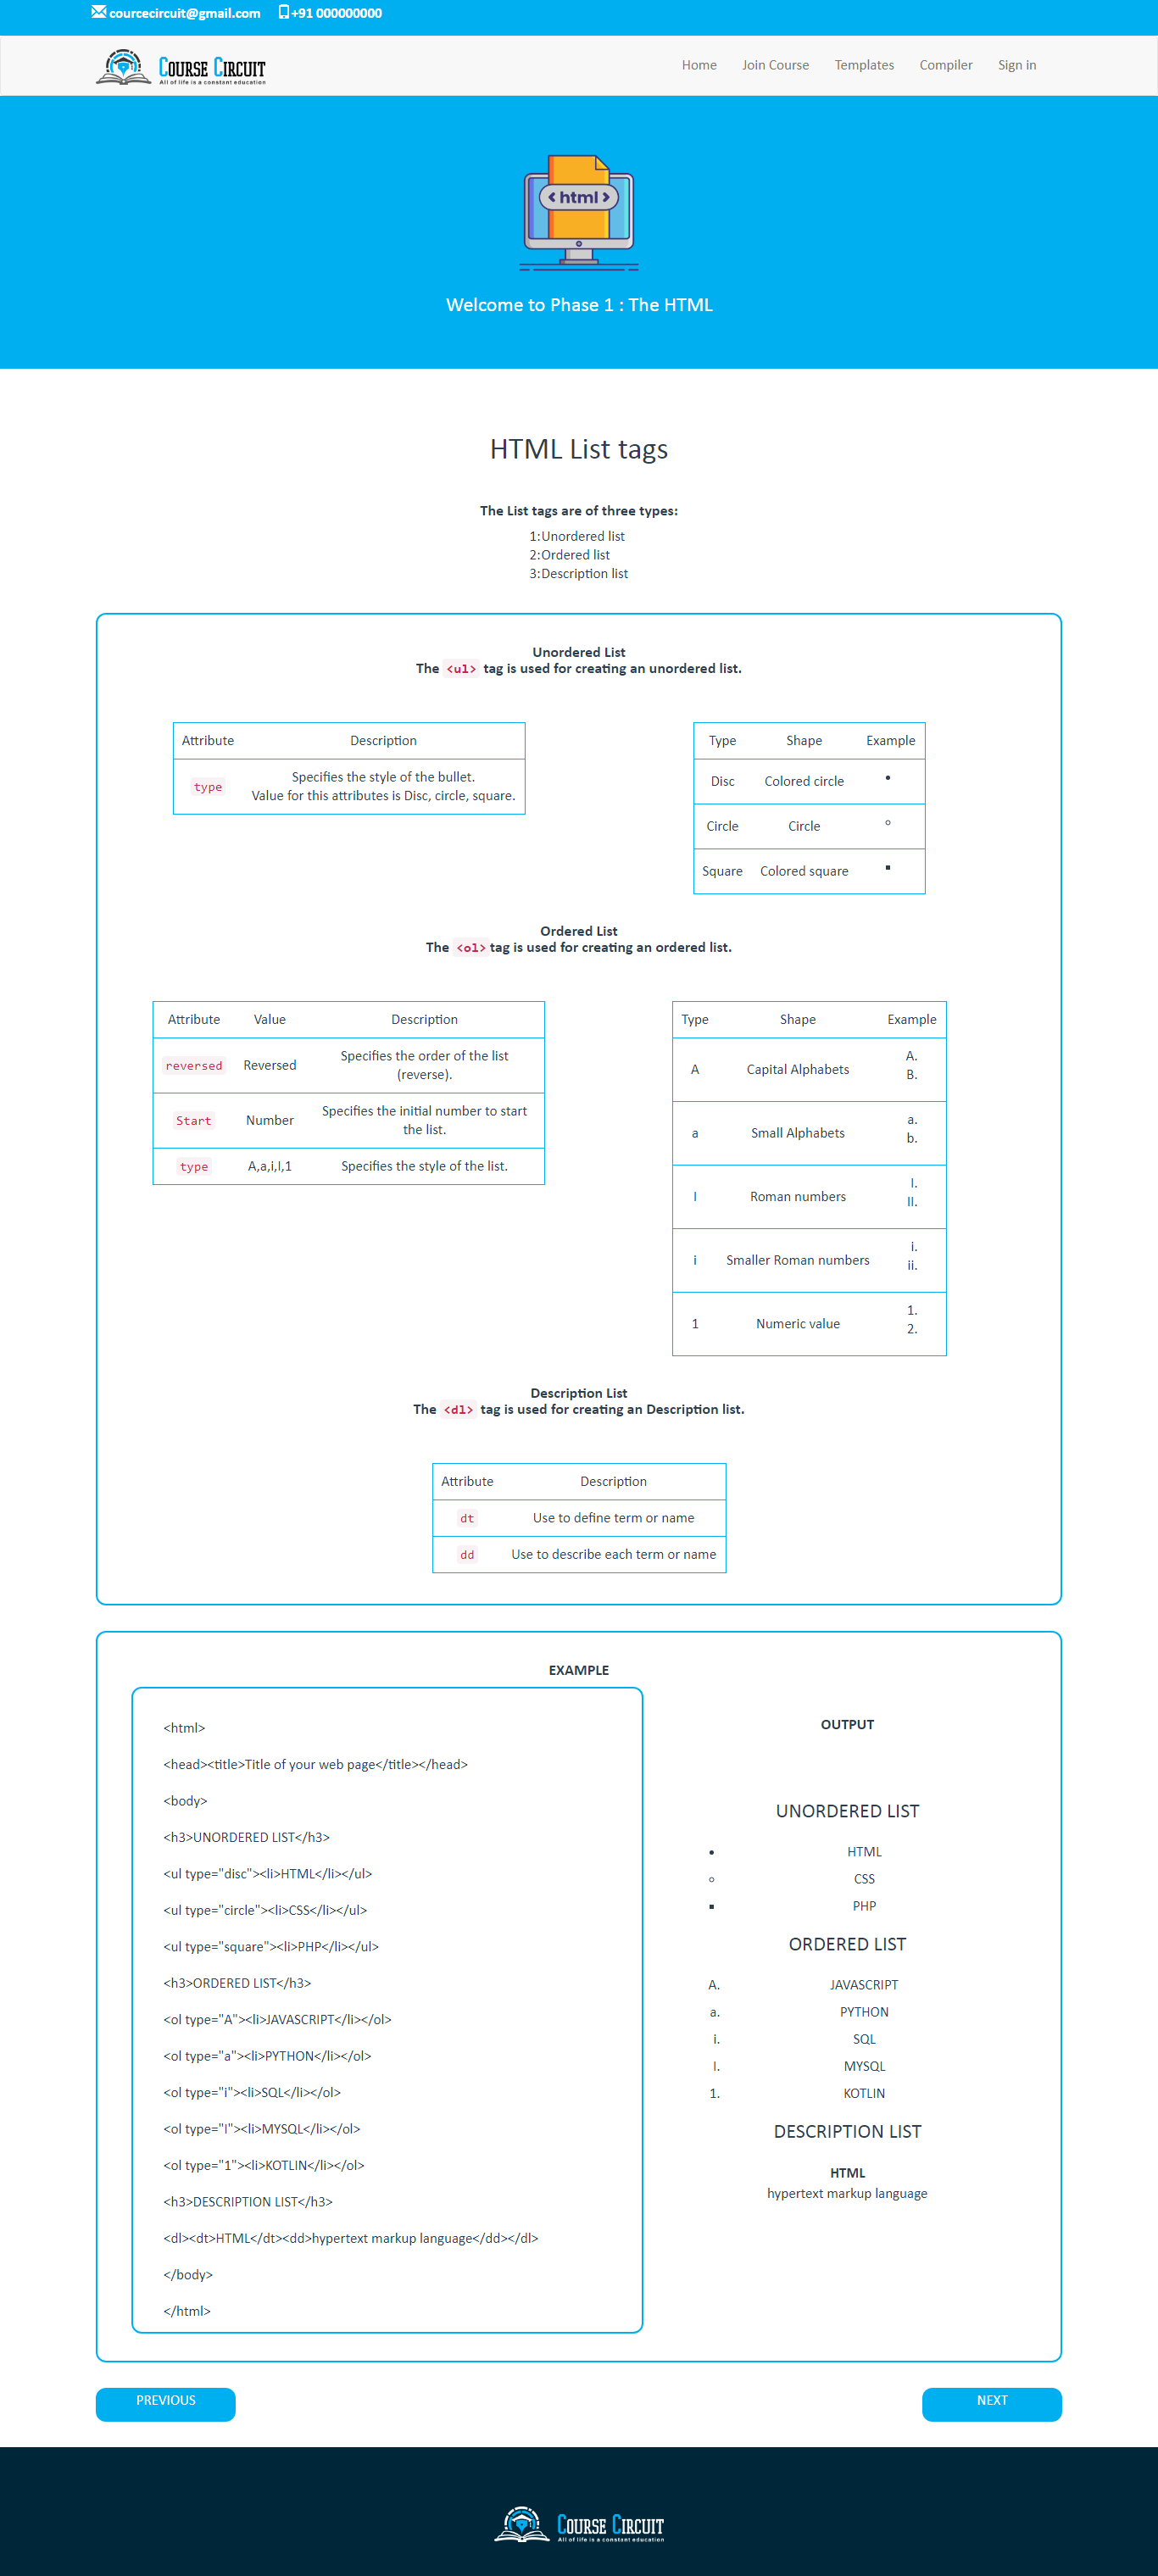 courcecircuit@gmail.com +91 000000000
COURSE CIRCUIT
All of life is a constant education
Home Join Course Templates Compiler Sign in
< html >
Welcome to Phase 1 : The HTML
HTML List tags
The List tags are of three types:
1:Unordered list
2:Ordered list
3:Description list
Unordered List
The <ul> tag is used for creating an unordered list.
Attribute Description
type Specifies the style of the bullet.
Value for this attributes is Disc, circle, square.
Type Shape Example
Disc Colored circle •
Circle Circle ○
Square Colored square ▪
Ordered List
The <ol> tag is used for creating an ordered list.
Attribute Value Description
reversed Reversed Specifies the order of the list
(reverse).
Start Number Specifies the initial number to start
the list.
type A,a,i,I,1 Specifies the style of the list.
Type Shape Example
A Capital Alphabets A.
B.
a Small Alphabets a.
b.
I Roman numbers I.
II.
i Smaller Roman numbers i.
ii.
1 Numeric value 1.
2.
Description List
The <dl> tag is used for creating an Description list.
Attribute Description
dt Use to define term or name
dd Use to describe each term or name
EXAMPLE
<html>
<head><title>Title of your web page</title></head>
<body>
<h3>UNORDERED LIST</h3>
<ul type="disc"><li>HTML</li></ul>
<ul type="circle"><li>CSS</li></ul>
<ul type="square"><li>PHP</li></ul>
<h3>ORDERED LIST</h3>
<ol type="A"><li>JAVASCRIPT</li></ol>
<ol type="a"><li>PYTHON</li></ol>
<ol type="i"><li>SQL</li></ol>
<ol type="I"><li>MYSQL</li></ol>
<ol type="1"><li>KOTLIN</li></ol>
<h3>DESCRIPTION LIST</h3>
<dl><dt>HTML</dt><dd>hypertext markup language</dd></dl>
</body>
</html>
OUTPUT
UNORDERED LIST
• HTML
○ CSS
▪ PHP
ORDERED LIST
A. JAVASCRIPT
a. PYTHON
i. SQL
I. MYSQL
1. KOTLIN
DESCRIPTION LIST
HTML
hypertext markup language
PREVIOUS NEXT
COURSE CIRCUIT
All of life is a constant education